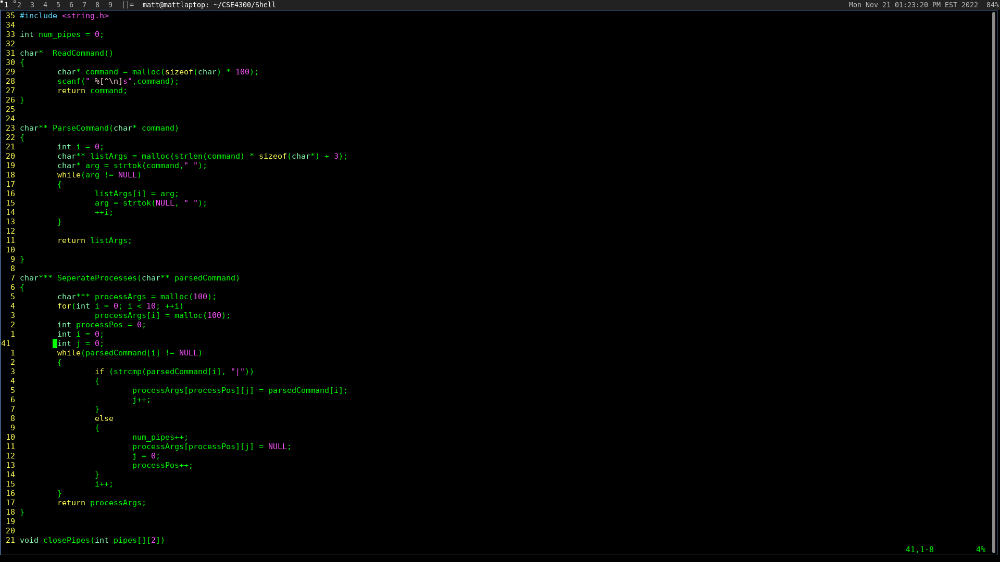 1 2 3 4 5 6 7 8 9 []= matt@mattlaptop: ~/CSE4300/Shell Mon Nov 21 01:23:20 PM EST 2022 84%
35 #include <string.h>
34
33 int num_pipes = 0;
32
31 char*  ReadCommand()
30 {
29         char* command = malloc(sizeof(char) * 100);
28         scanf(" %[^\n]s",command);
27         return command;
26 }
25
24
23 char** ParseCommand(char* command)
22 {
21         int i = 0;
20         char** listArgs = malloc(strlen(command) * sizeof(char*) + 3);
19         char* arg = strtok(command," ");
18         while(arg != NULL)
17         {
16                 listArgs[i] = arg;
15                 arg = strtok(NULL, " ");
14                 ++i;
13         }
12
11         return listArgs;
10
9 }
8
7 char*** SeperateProcesses(char** parsedCommand)
6 {
5         char*** processArgs = malloc(100);
4         for(int i = 0; i < 10; ++i)
3                 processArgs[i] = malloc(100);
2         int processPos = 0;
1         int i = 0;
41         int j = 0;
1         while(parsedCommand[i] != NULL)
2         {
3                 if (strcmp(parsedCommand[i], "|"))
4                 {
5                         processArgs[processPos][j] = parsedCommand[i];
6                         j++;
7                 }
8                 else
9                 {
10                         num_pipes++;
11                         processArgs[processPos][j] = NULL;
12                         j = 0;
13                         processPos++;
14                 }
15                 i++;
16         }
17         return processArgs;
18 }
19
20
21 void closePipes(int pipes[][2])
41,1-8 4%